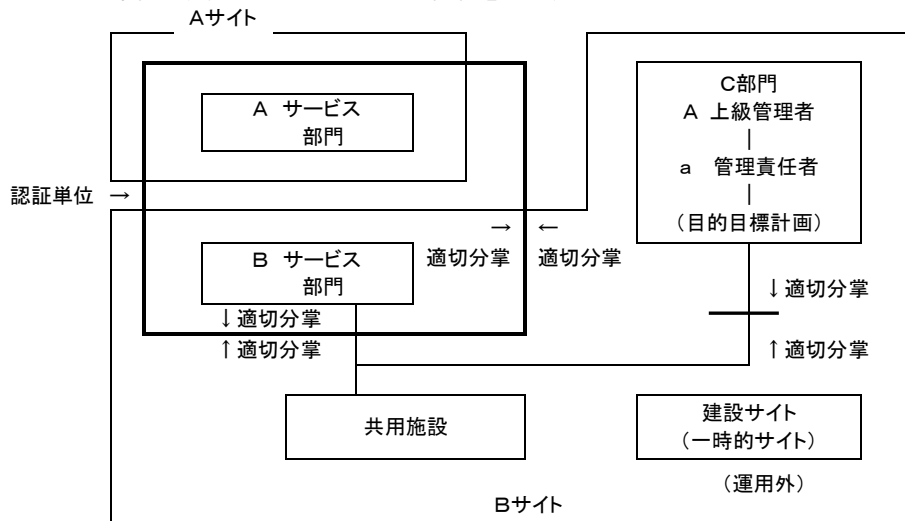 Aサイト
A サービス
部門
C部門
A 上級管理者
|
a 管理責任者
|
(目的目標計画)
認証単位 →
→ ←
適切分掌 適切分掌
B サービス
部門
↓適切分掌
↑適切分掌
↓適切分掌
↑適切分掌
共用施設
建設サイト
(一時的サイト)
(運用外)
Bサイト